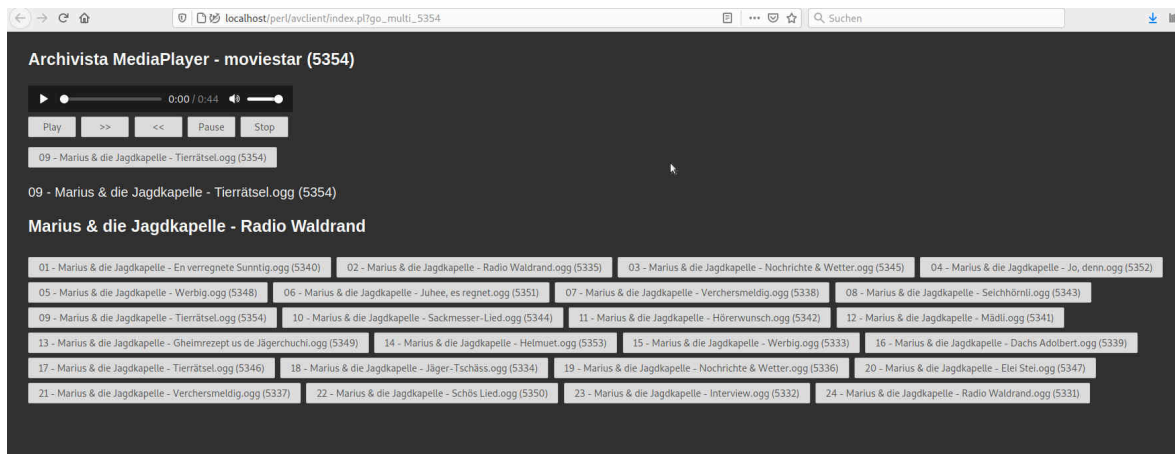 localhost/perl/avclient/index.pl?go_multi_5354
Suchen
Archivista MediaPlayer - moviestar (5354)
0:00 / 0:44
Play >> << Pause Stop
09 - Marius & die Jagdkapelle - Tierrätsel.ogg (5354)
09 - Marius & die Jagdkapelle - Tierrätsel.ogg (5354)
Marius & die Jagdkapelle - Radio Waldrand
01 - Marius & die Jagdkapelle - En verregnete Sunntig.ogg (5340) 02 - Marius & die Jagdkapelle - Radio Waldrand.ogg (5335) 03 - Marius & die Jagdkapelle - Nochrichte & Wetter.ogg (5345) 04 - Marius & die Jagdkapelle - Jo, denn.ogg (5352)
05 - Marius & die Jagdkapelle - Werbig.ogg (5348) 06 - Marius & die Jagdkapelle - Juhee, es regnet.ogg (5351) 07 - Marius & die Jagdkapelle - Verchersmeldig.ogg (5338) 08 - Marius & die Jagdkapelle - Seichhörnli.ogg (5343)
09 - Marius & die Jagdkapelle - Tierrätsel.ogg (5354) 10 - Marius & die Jagdkapelle - Sackmesser-Lied.ogg (5344) 11 - Marius & die Jagdkapelle - Hörerwunsch.ogg (5342) 12 - Marius & die Jagdkapelle - Mädli.ogg (5341)
13 - Marius & die Jagdkapelle - Gheimrezept us de Jägerchuchi.ogg (5349) 14 - Marius & die Jagdkapelle - Helmuet.ogg (5353) 15 - Marius & die Jagdkapelle - Werbig.ogg (5333) 16 - Marius & die Jagdkapelle - Dachs Adolbert.ogg (5339)
17 - Marius & die Jagdkapelle - Tierrätsel.ogg (5346) 18 - Marius & die Jagdkapelle - Jäger-Tschäss.ogg (5334) 19 - Marius & die Jagdkapelle - Nochrichte & Wetter.ogg (5336) 20 - Marius & die Jagdkapelle - Elei Stei.ogg (5347)
21 - Marius & die Jagdkapelle - Verchersmeldig.ogg (5337) 22 - Marius & die Jagdkapelle - Schös Lied.ogg (5350) 23 - Marius & die Jagdkapelle - Interview.ogg (5332) 24 - Marius & die Jagdkapelle - Radio Waldrand.ogg (5331)